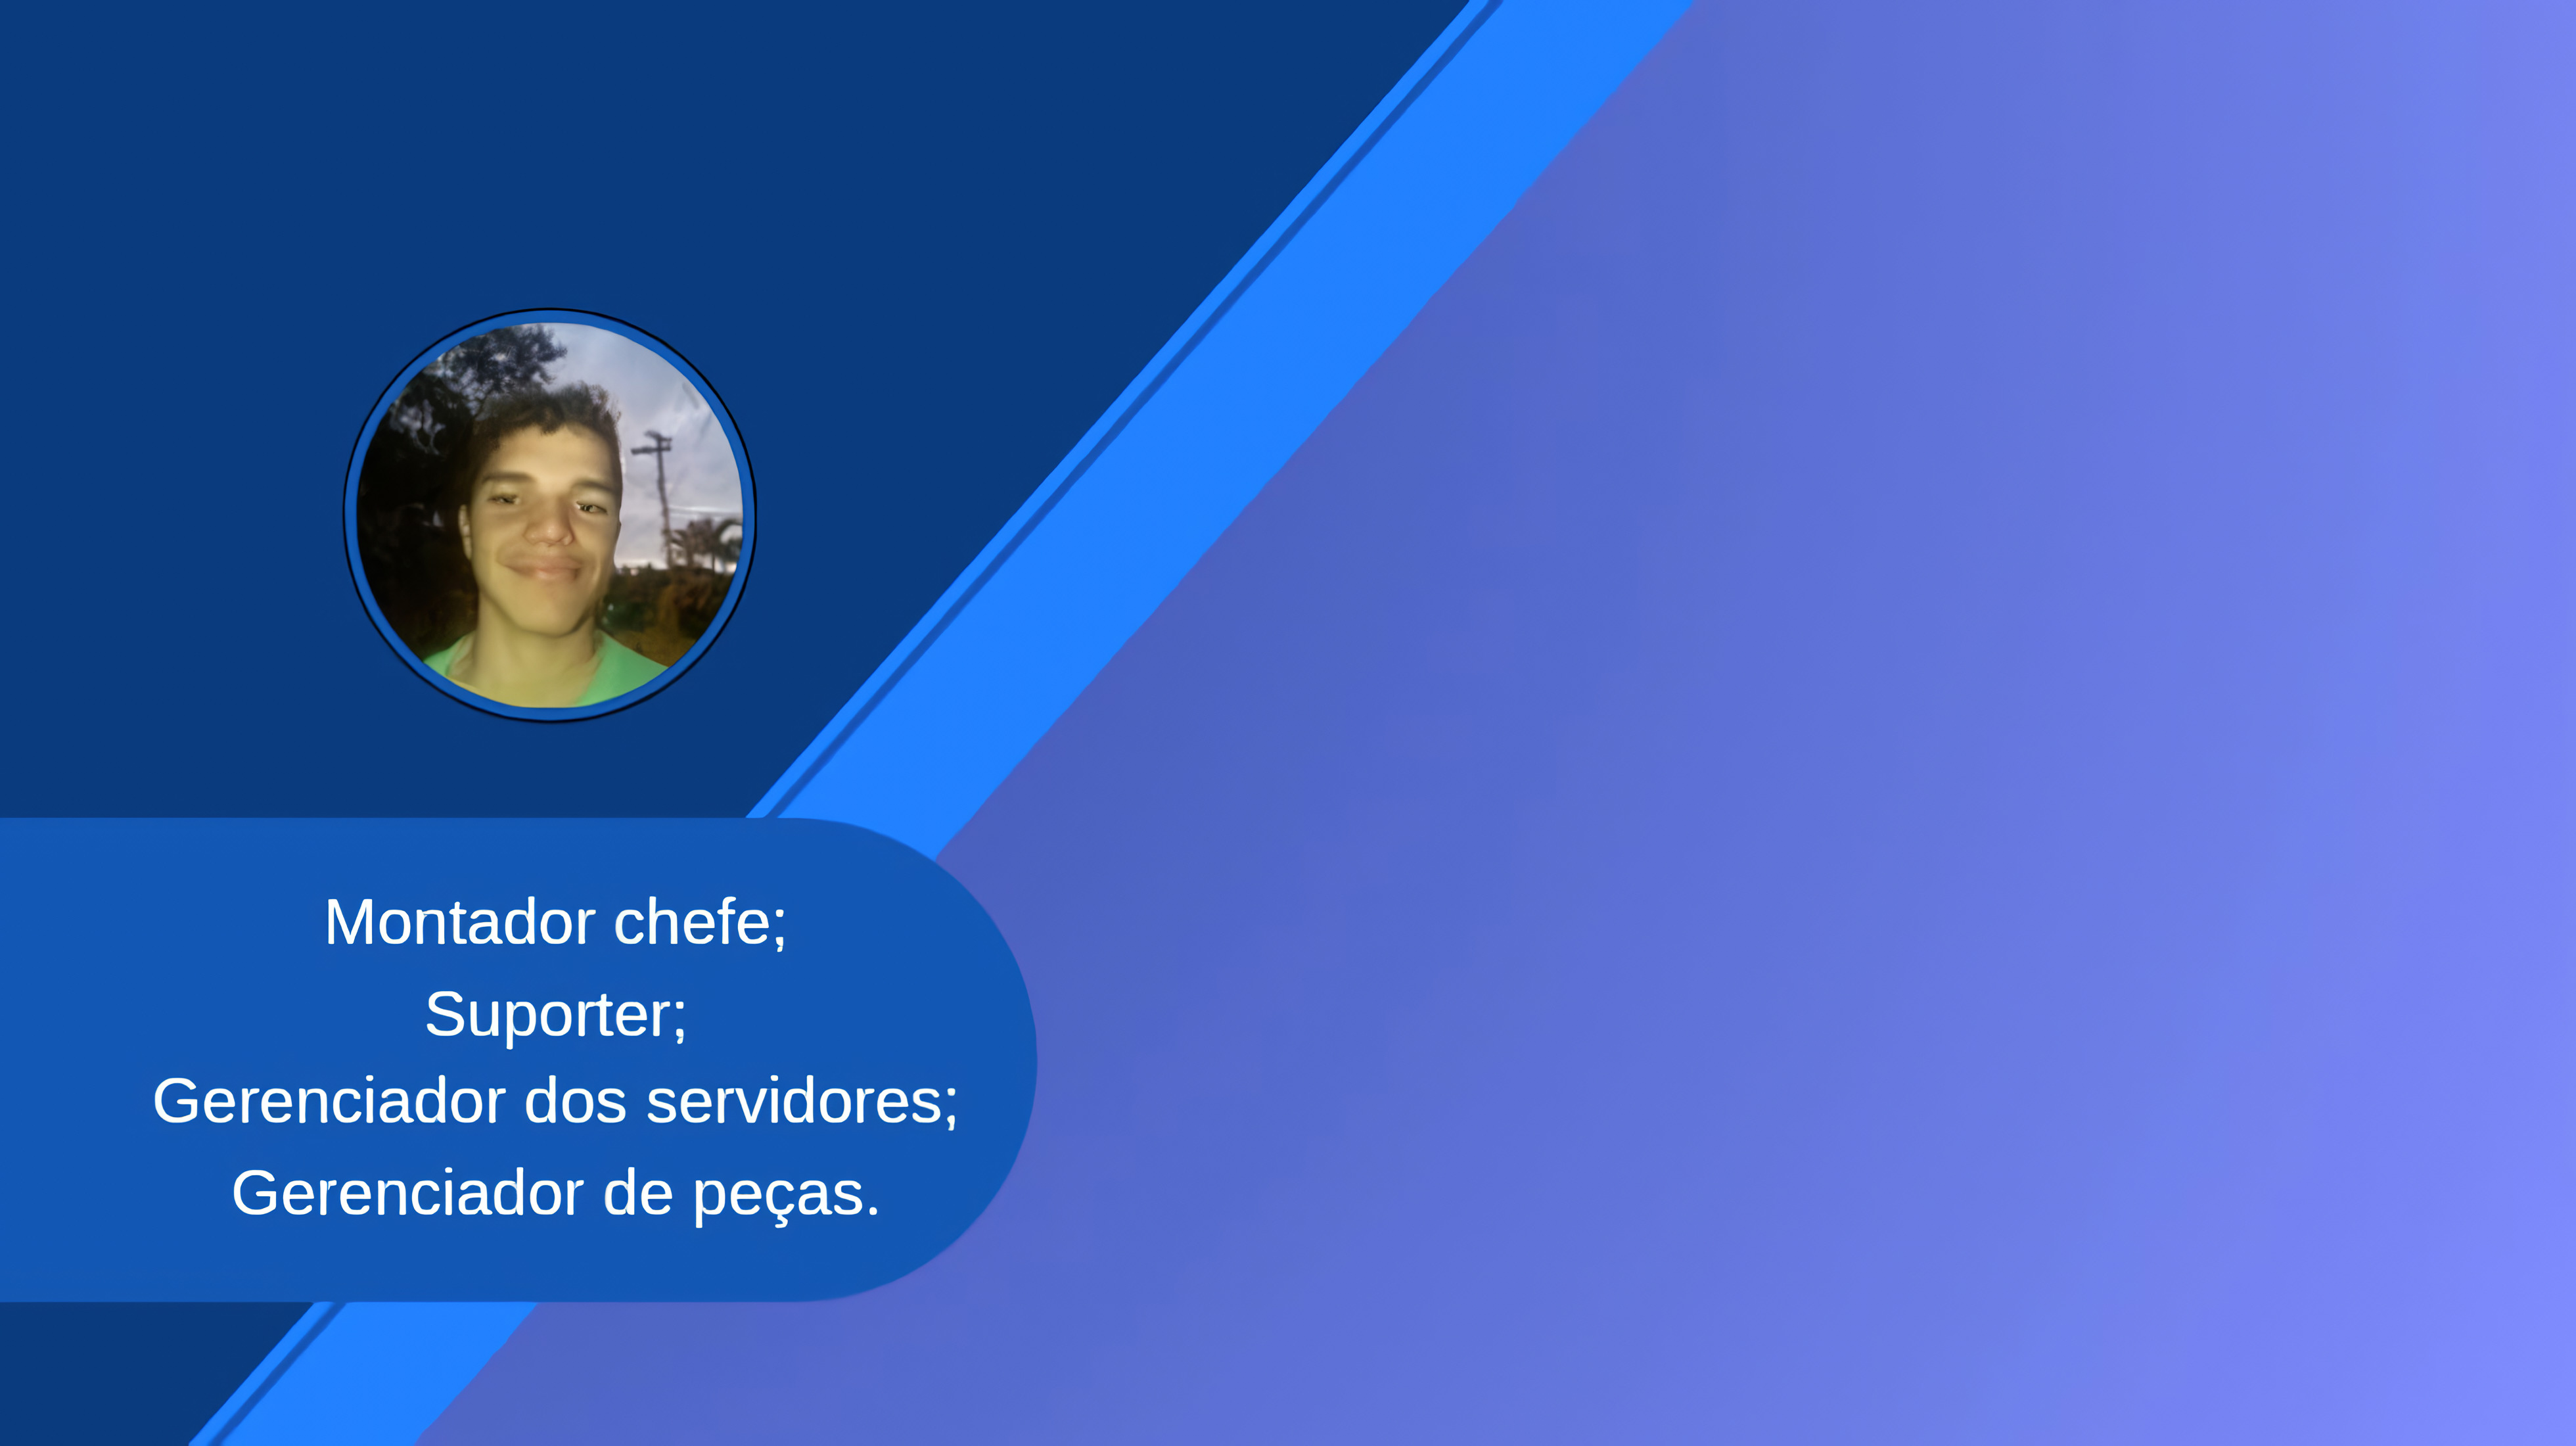 Montador chefe;
Suporter;
Gerenciador dos servidores;
Gerenciador de peças.